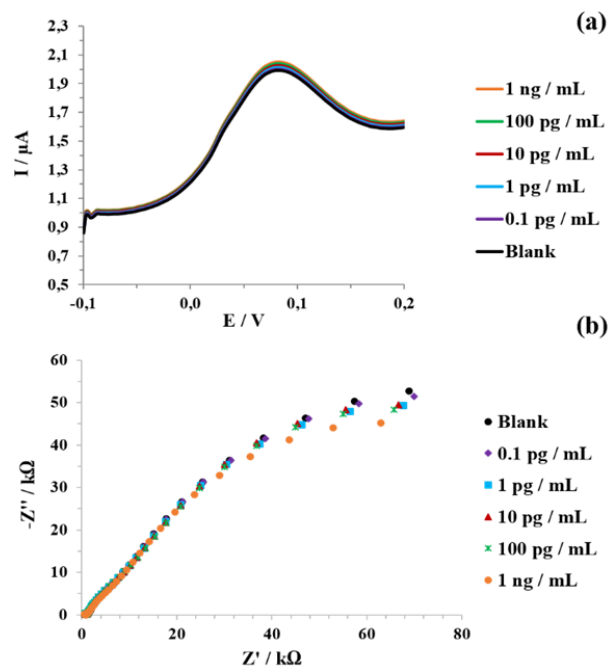 (a)
2,3
2,1
1,9
1,7
1,5
1,3
1,1
0,9
0,7
0,5
I / μA
-0,1
0,0
0,1
0,2
E / V
1 ng / mL
100 pg / mL
10 pg / mL
1 pg / mL
0.1 pg / mL
Blank
(b)
60
50
40
30
20
10
0
-Z'' / kΩ
0
20
40
60
80
Z' / kΩ
Blank
0.1 pg / mL
1 pg / mL
10 pg / mL
100 pg / mL
1 ng / mL